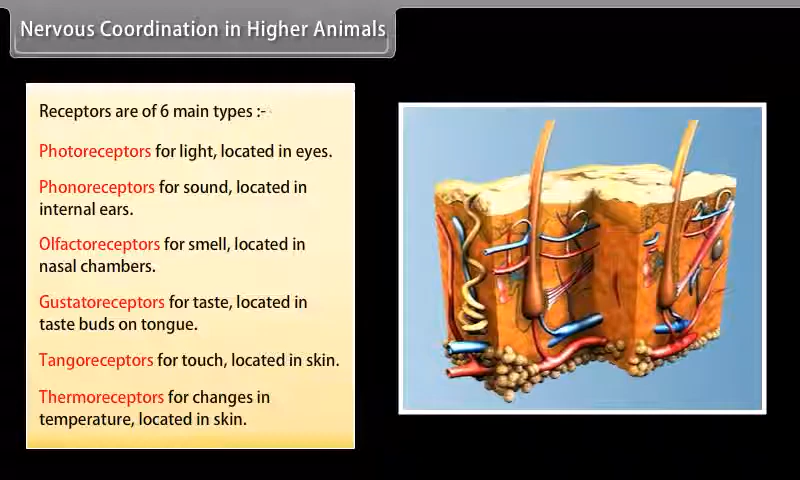 Nervous Coordination in Higher Animals
Receptors are of 6 main types :-
Photoreceptors for light, located in eyes.
Phonoreceptors for sound, located in
internal ears.
Olfactoreceptors for smell, located in
nasal chambers.
Gustatoreceptors for taste, located in
taste buds on tongue.
Tangoreceptors for touch, located in skin.
Thermoreceptors for changes in
temperature, located in skin.